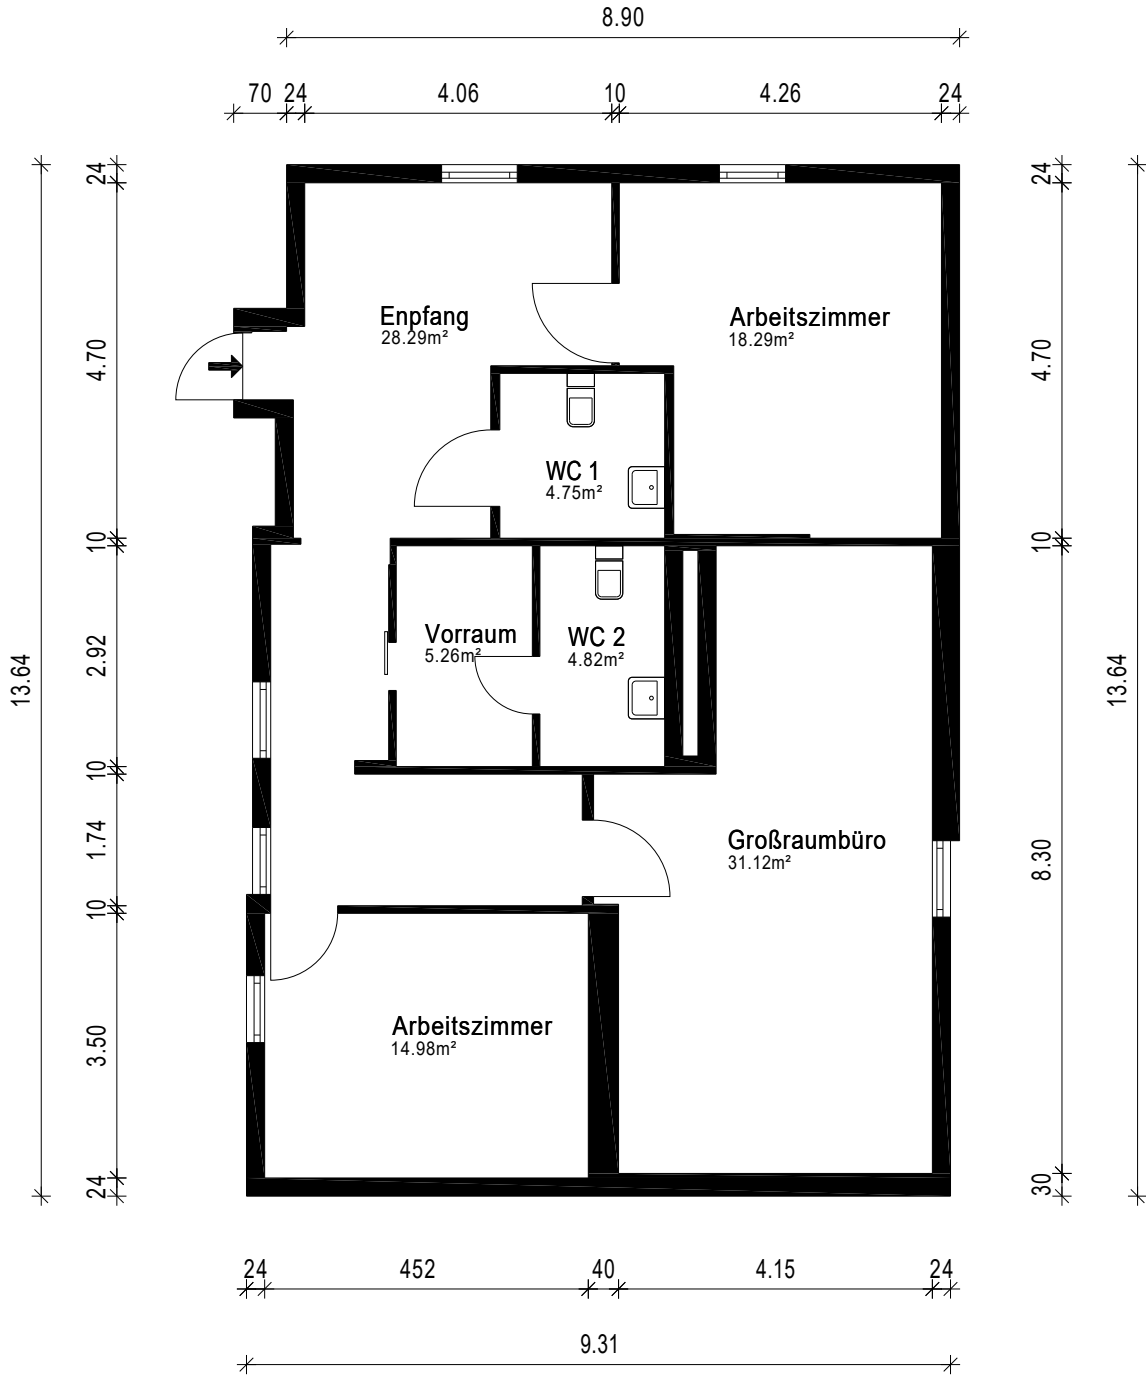 8.90
70 24 4.06 10 4.26 24
24
24
Enpfang
28.29m²
Arbeitszimmer
18.29m²
4.70
4.70
WC 1
4.75m²
10
10
Vorraum
5.26m²
WC 2
4.82m²
2.92
13.64
13.64
10
1.74
Großraumbüro
31.12m²
8.30
10
Arbeitszimmer
14.98m²
3.50
24
30
24 452 40 4.15 24
9.31